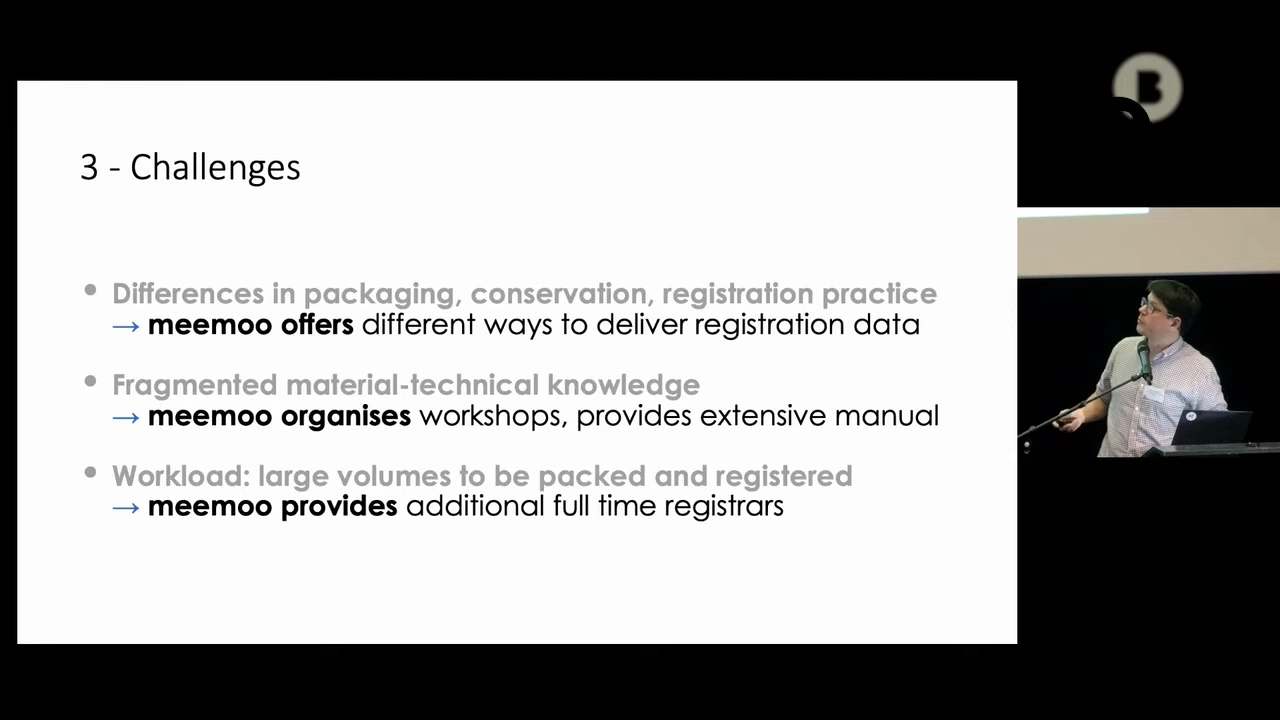 3 - Challenges
• Differences in packaging, conservation, registration practice
→ meemoo offers different ways to deliver registration data
• Fragmented material-technical knowledge
→ meemoo organises workshops, provides extensive manual
• Workload: large volumes to be packed and registered
→ meemoo provides additional full time registrars
B